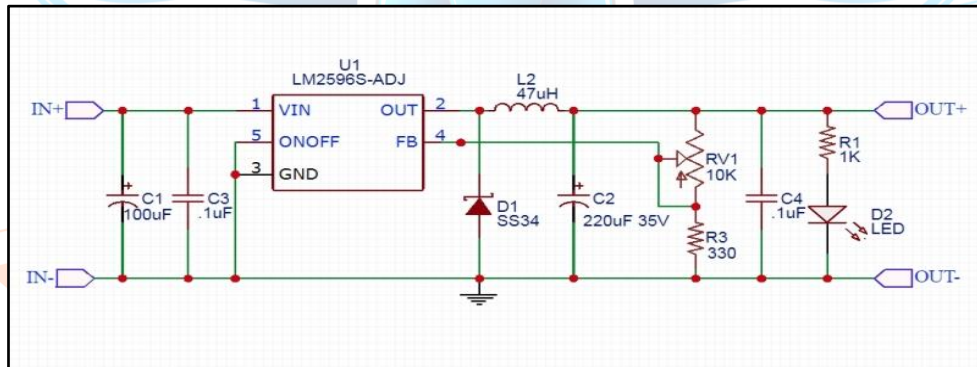 U1
LM2596S-ADJ
IN+
1
VIN
OUT
2
5
ONOFF
FB
4
3
GND
L2
47uH
OUT+
C1
100uF
C3
.1uF
D1
SS34
C2
220uF 35V
RV1
10K
R3
330
C4
.1uF
R1
1K
D2
LED
IN-
OUT-